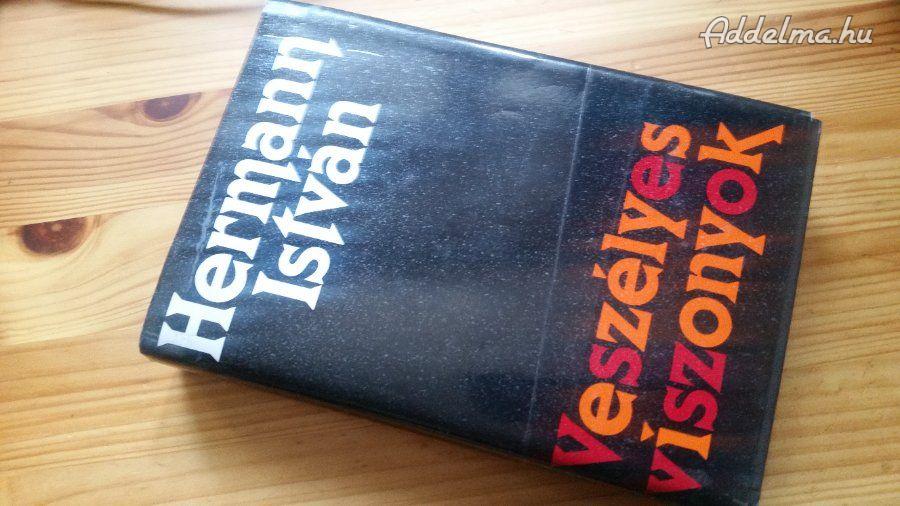 Addelma.hu
Hermann
István
Veszélyes
viszonyok